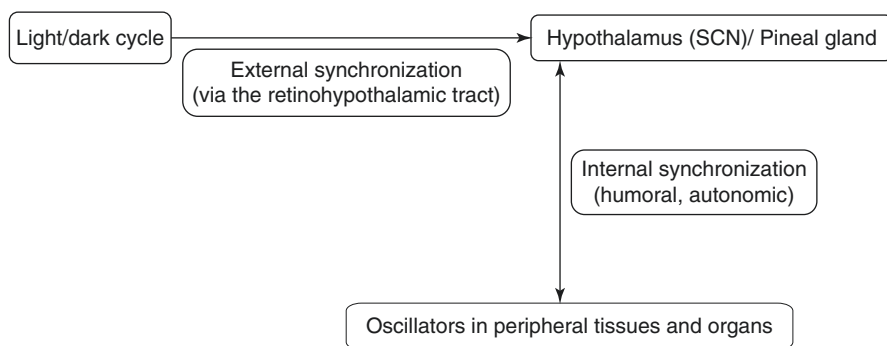 Light/dark cycle
Hypothalamus (SCN)/ Pineal gland
External synchronization
(via the retinohypothalamic tract)
Internal synchronization
(humoral, autonomic)
Oscillators in peripheral tissues and organs